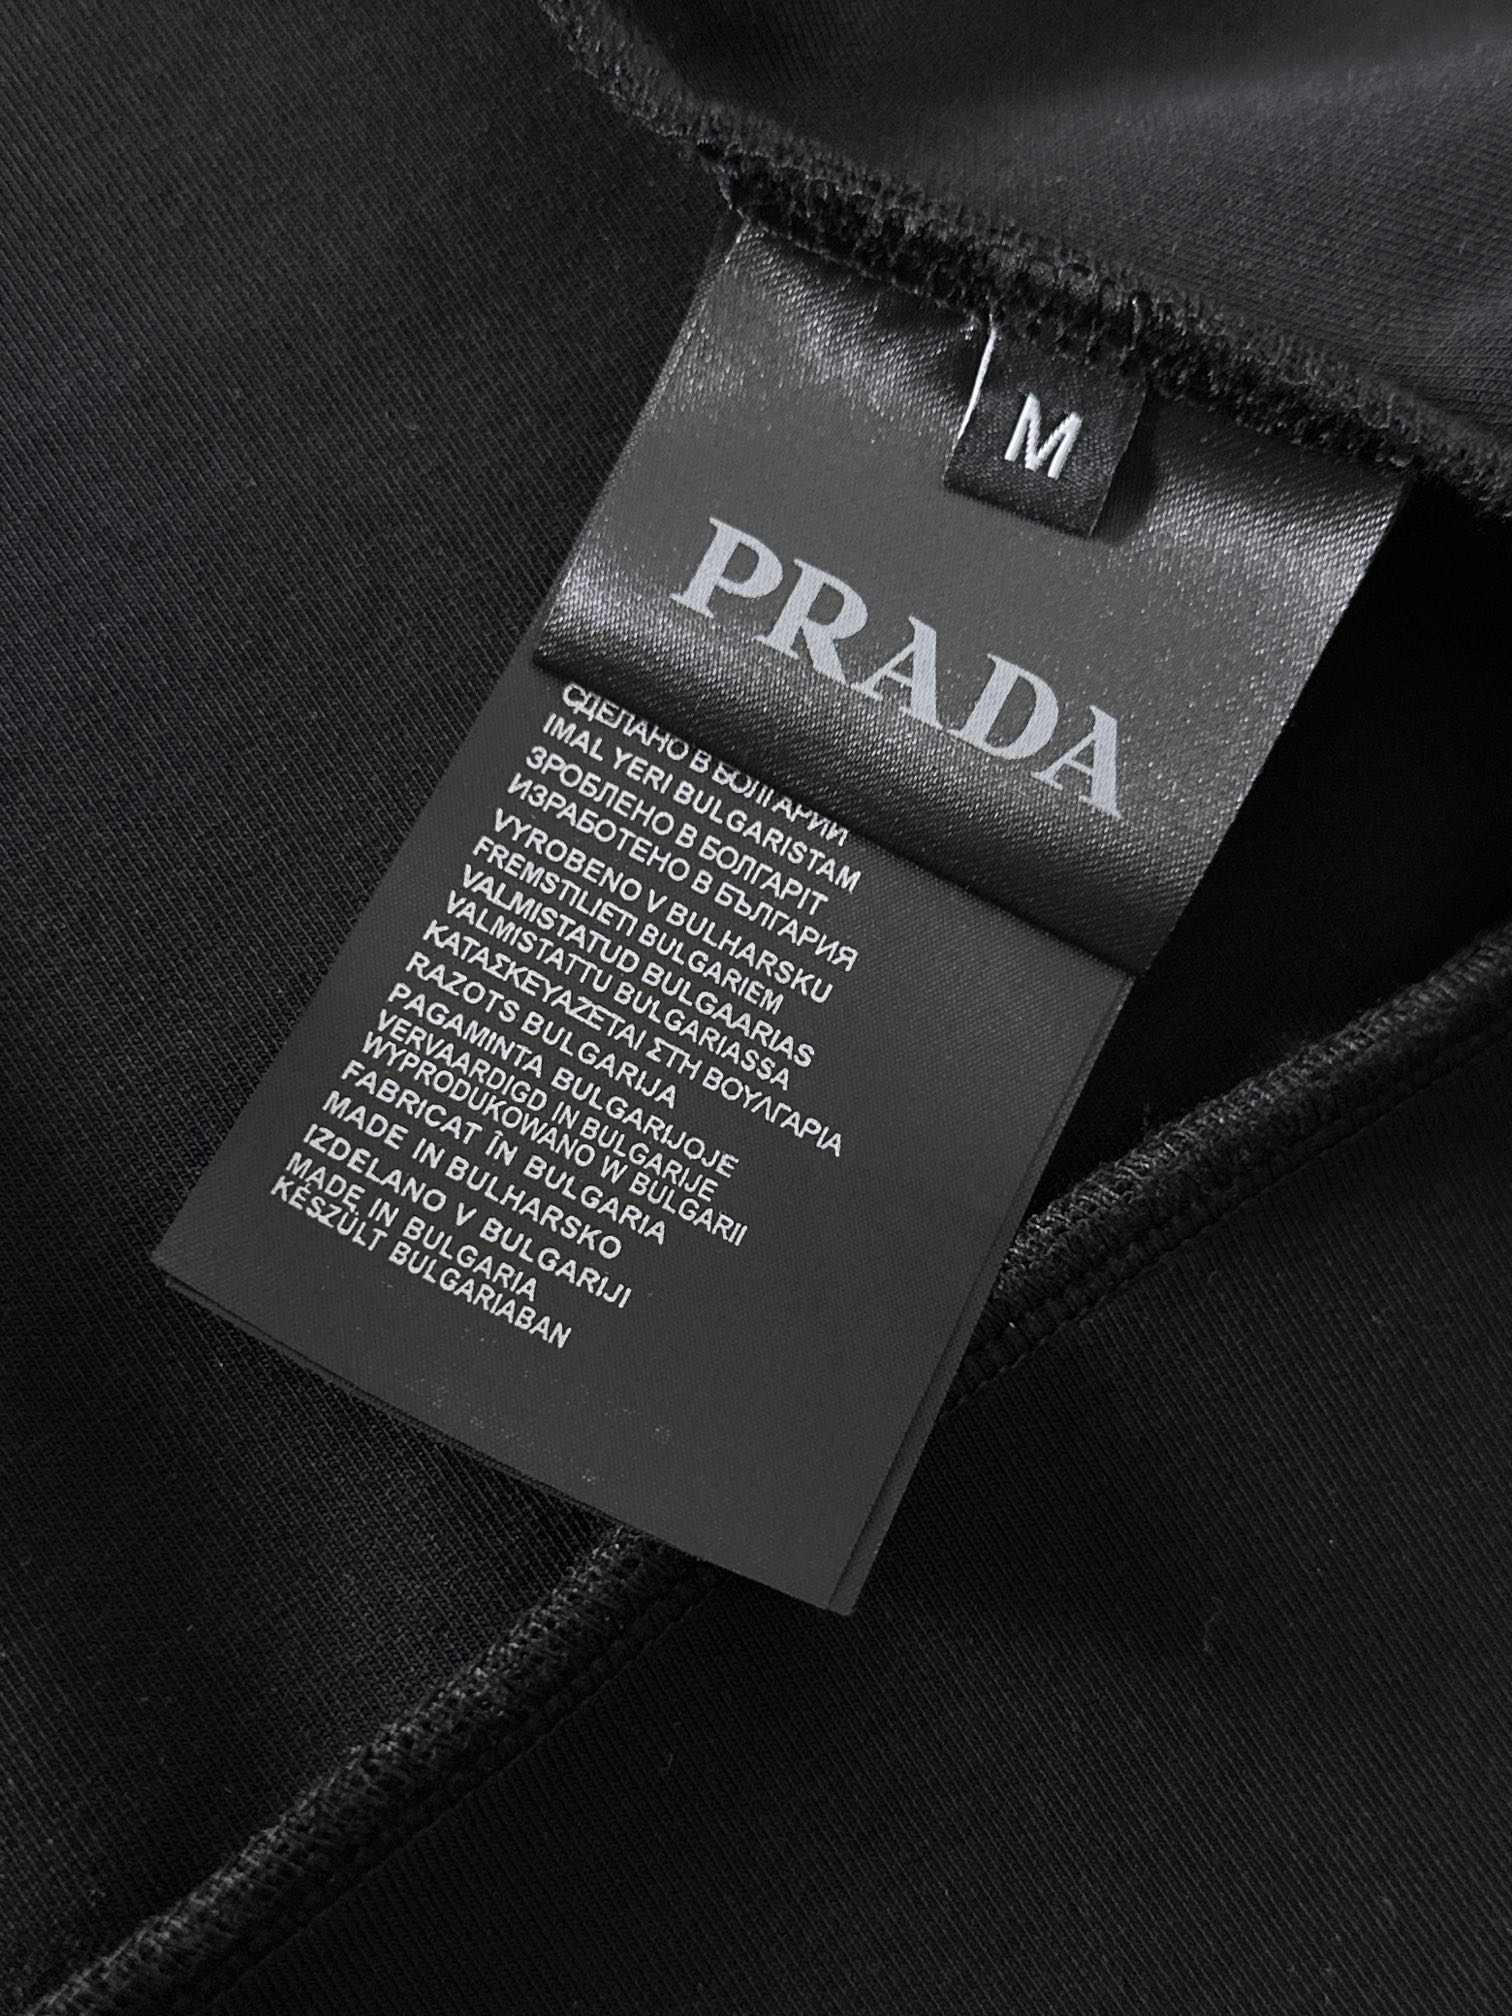 M
PRADA
СДЕЛАНО В БОЛГАРИИ
IMAL YERI BULGARISTAM
ЗРОБЛЕНО В БОЛГАРІТ
ИЗРАБОТЕНО В БЪЛГАРИЯ
VYROBENO V BULHARSKU
FREMSTILIETI BULGARIEM
VALMISTATUD BULGAARIAS
VALMISTATTU BULGARIASSA
ΚΑΤΑΣΚΕΥΑΖΕΤΑΙ ΣΤΗ ΒΟΥΛΓΑΡΙΑ
RAZOTS BULGARIJA
PAGAMINTA BULGARIJOJE
VERVAARDIGD IN BULGARIJE
WYPRODUKOWANO W BULGARII
FABRICAT ÎN BULGARIA
MADE IN BULHARSKO
IZDELANO V BULGARIJI
MADE IN BULGARIA
KÉSZÜLT BULGARIABAN